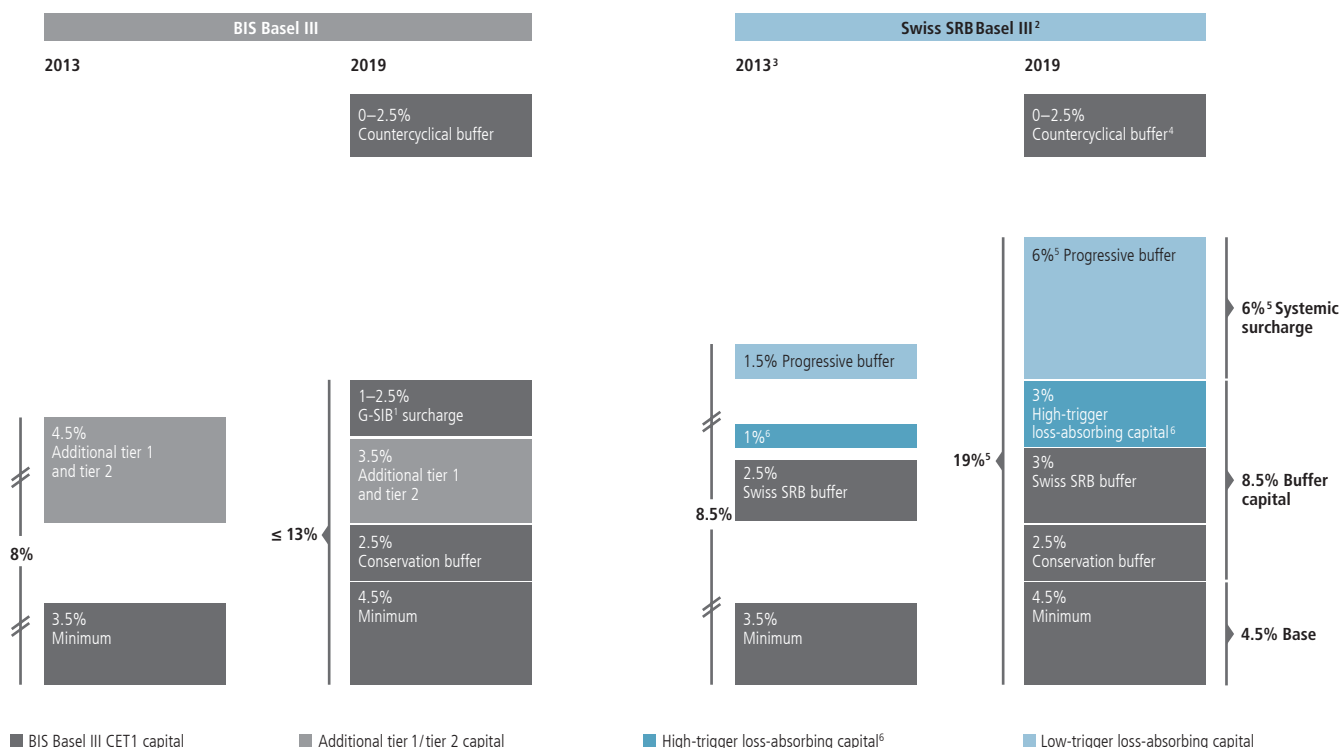 BIS Basel III
2013
2019
0–2.5%
Countercyclical buffer
1–2.5%
G-SIB¹ surcharge
4.5%
Additional tier 1
and tier 2
3.5%
Additional tier 1
and tier 2
≤ 13%
8%
2.5%
Conservation buffer
4.5%
Minimum
3.5%
Minimum
Swiss SRB Basel III²
2013³
2019
0–2.5%
Countercyclical buffer⁴
6%⁵ Progressive buffer
6%⁵ Systemic
surcharge
1.5% Progressive buffer
3%
High-trigger
loss-absorbing capital⁶
1%⁶
19%⁵
2.5%
Swiss SRB buffer
3%
Swiss SRB buffer
8.5% Buffer
capital
8.5%
2.5%
Conservation buffer
4.5%
Minimum
3.5%
Minimum
4.5% Base
BIS Basel III CET1 capital
Additional tier 1/tier 2 capital
High-trigger loss-absorbing capital⁶
Low-trigger loss-absorbing capital